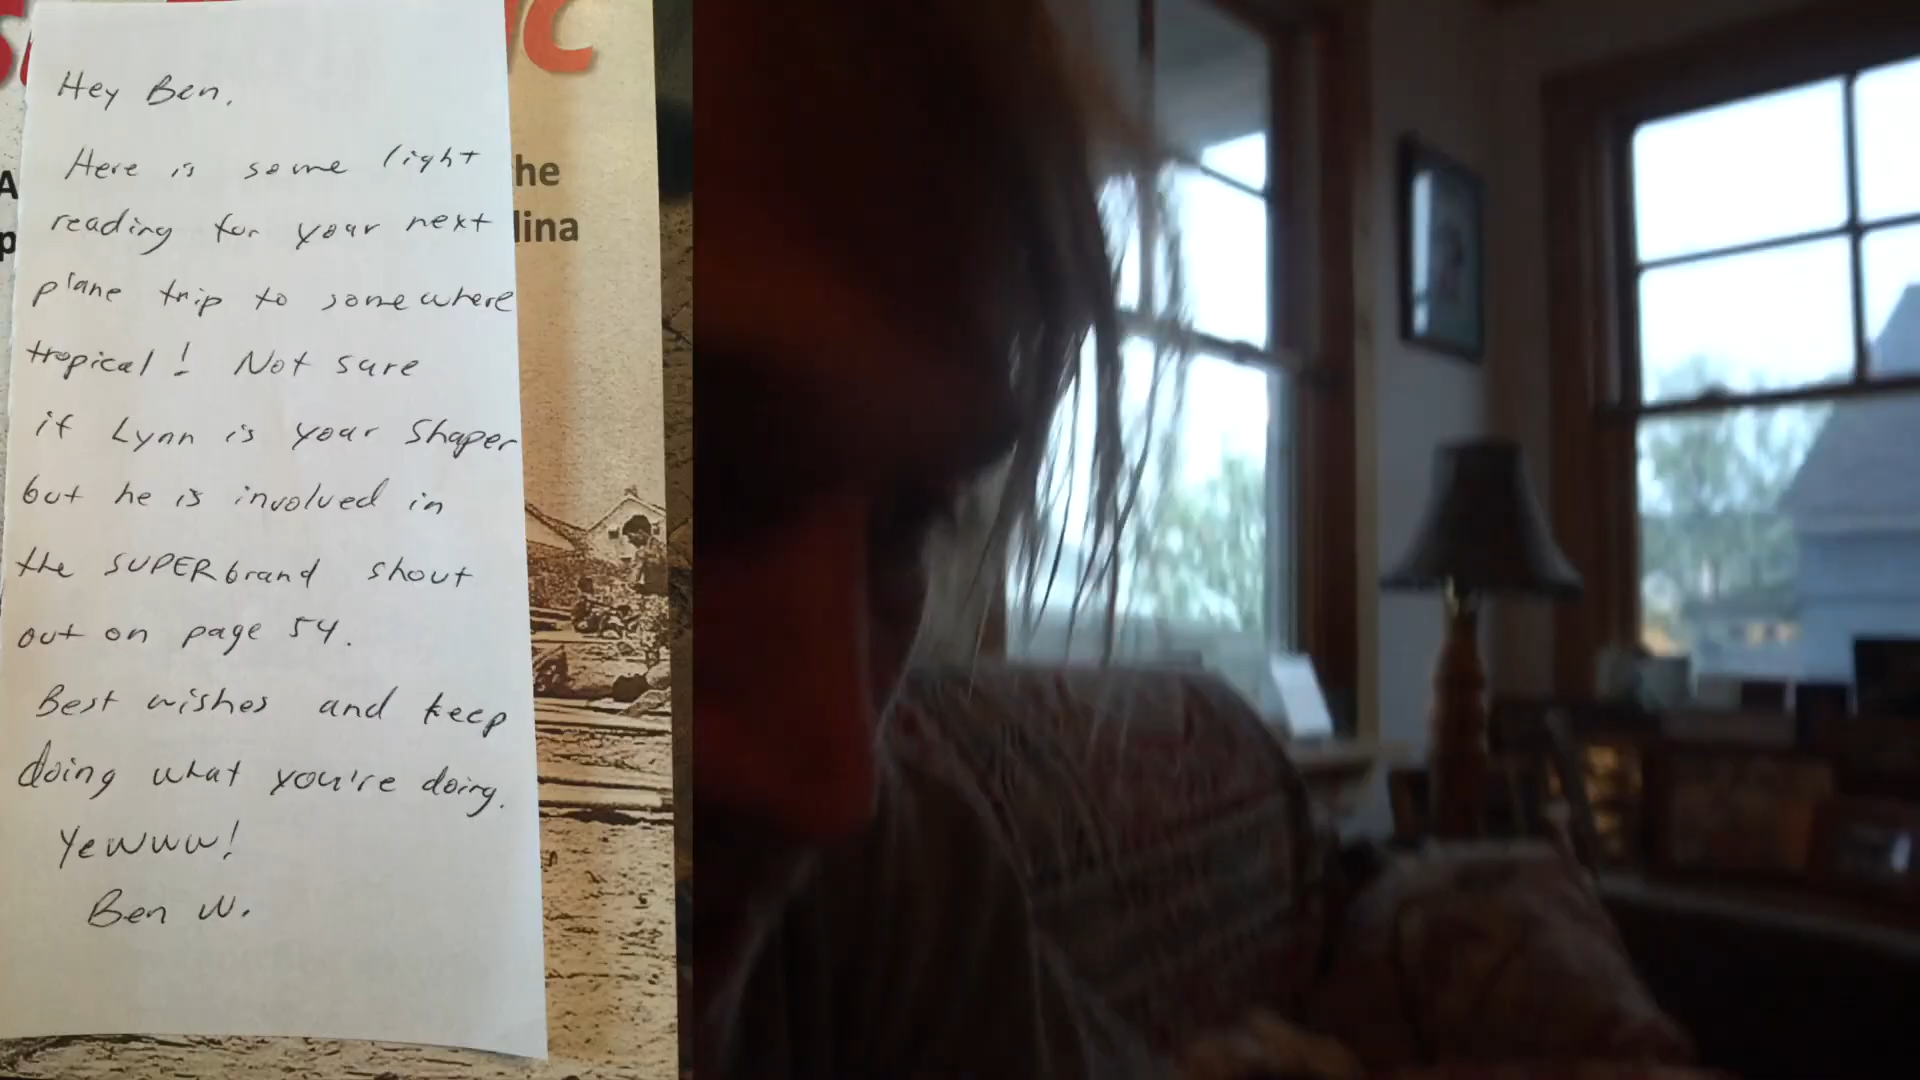 Hey Ben,
Here is some light
reading for your next
plane trip to somewhere
tropical! Not sure
if Lynn is your shaper
but he is involved in
the SUPERbrand shout
out on page 54.
Best wishes and keep
doing what you're doing.
Yewww!
Ben W.
he
lina